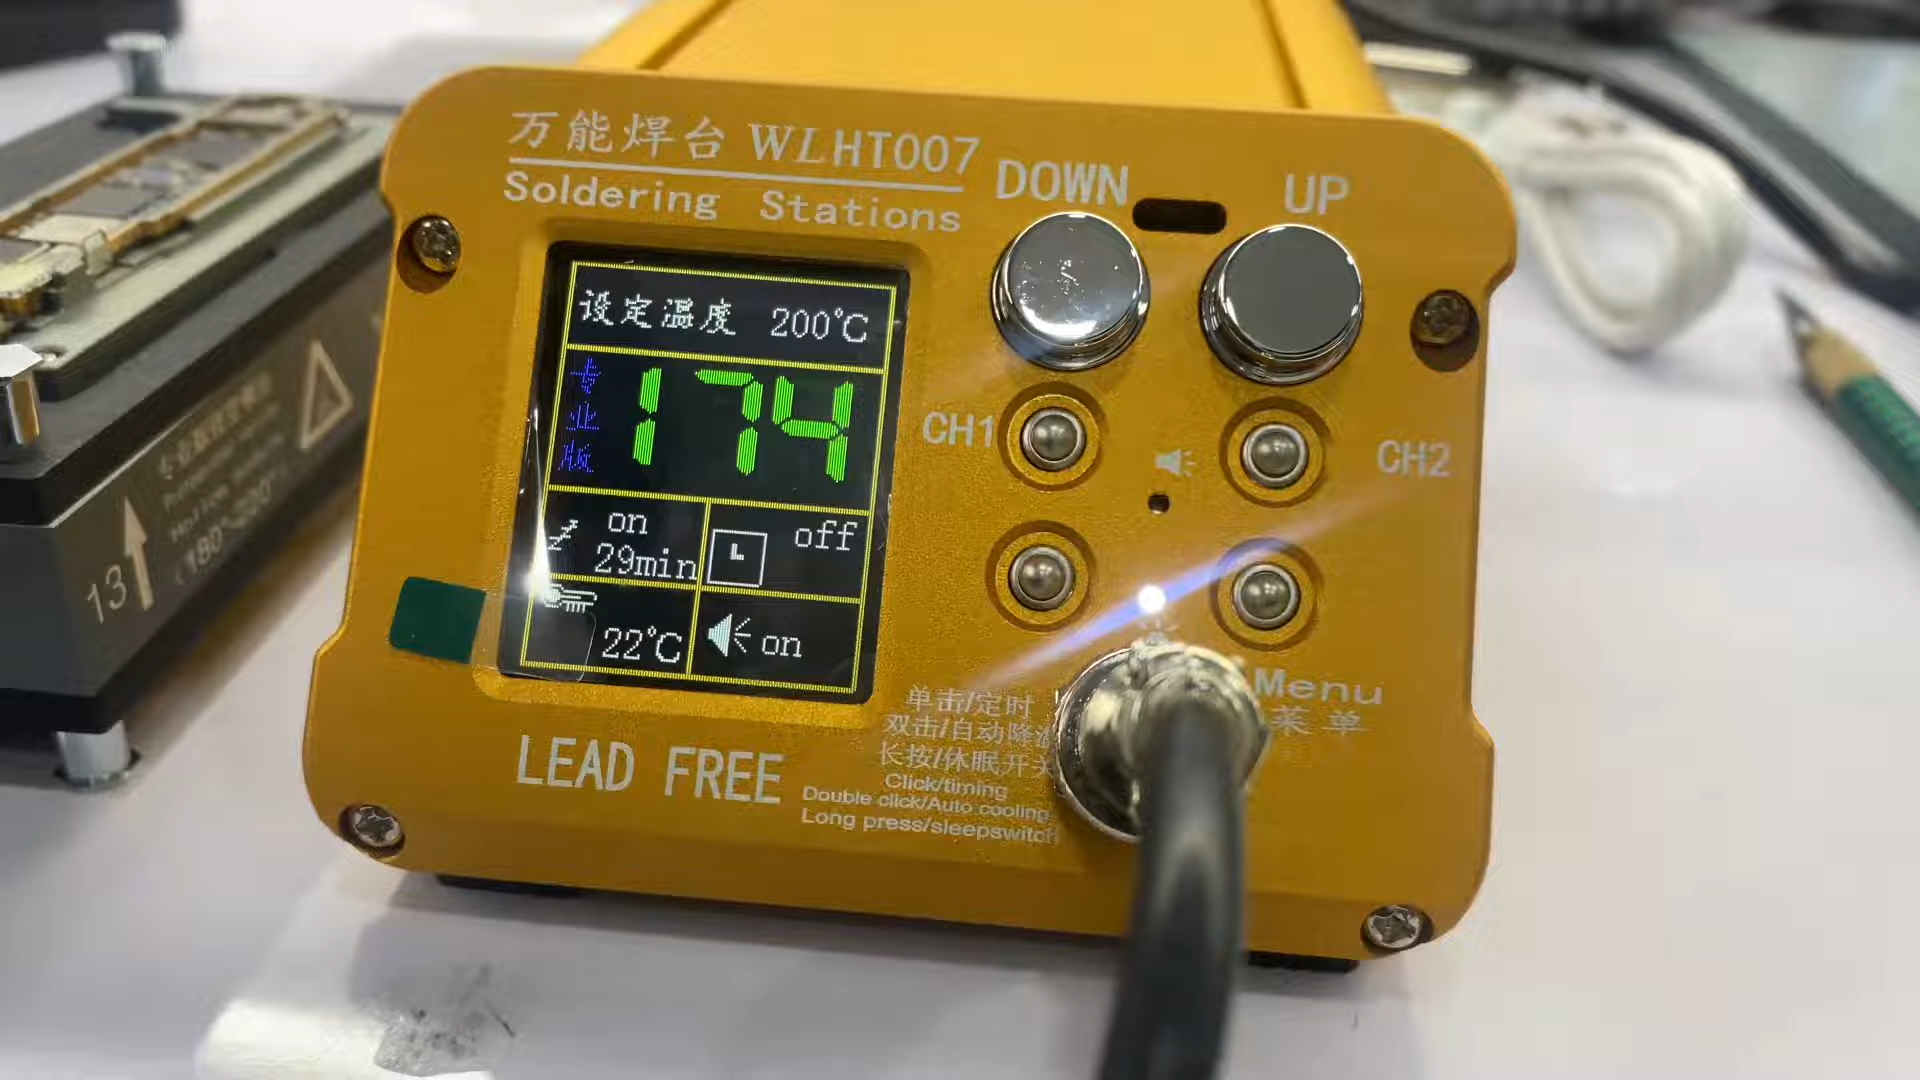 万能焊台 WLHT007
Soldering Stations
DOWN
UP
设定温度 200℃
专业版
174
on
29min
off
22℃
on
CH1
CH2
Menu
菜单
单击/定时
双击/自动降温
长按/休眠开关
Click/timing
Double click/Auto cooling
Long press/sleepswitch
LEAD FREE
13